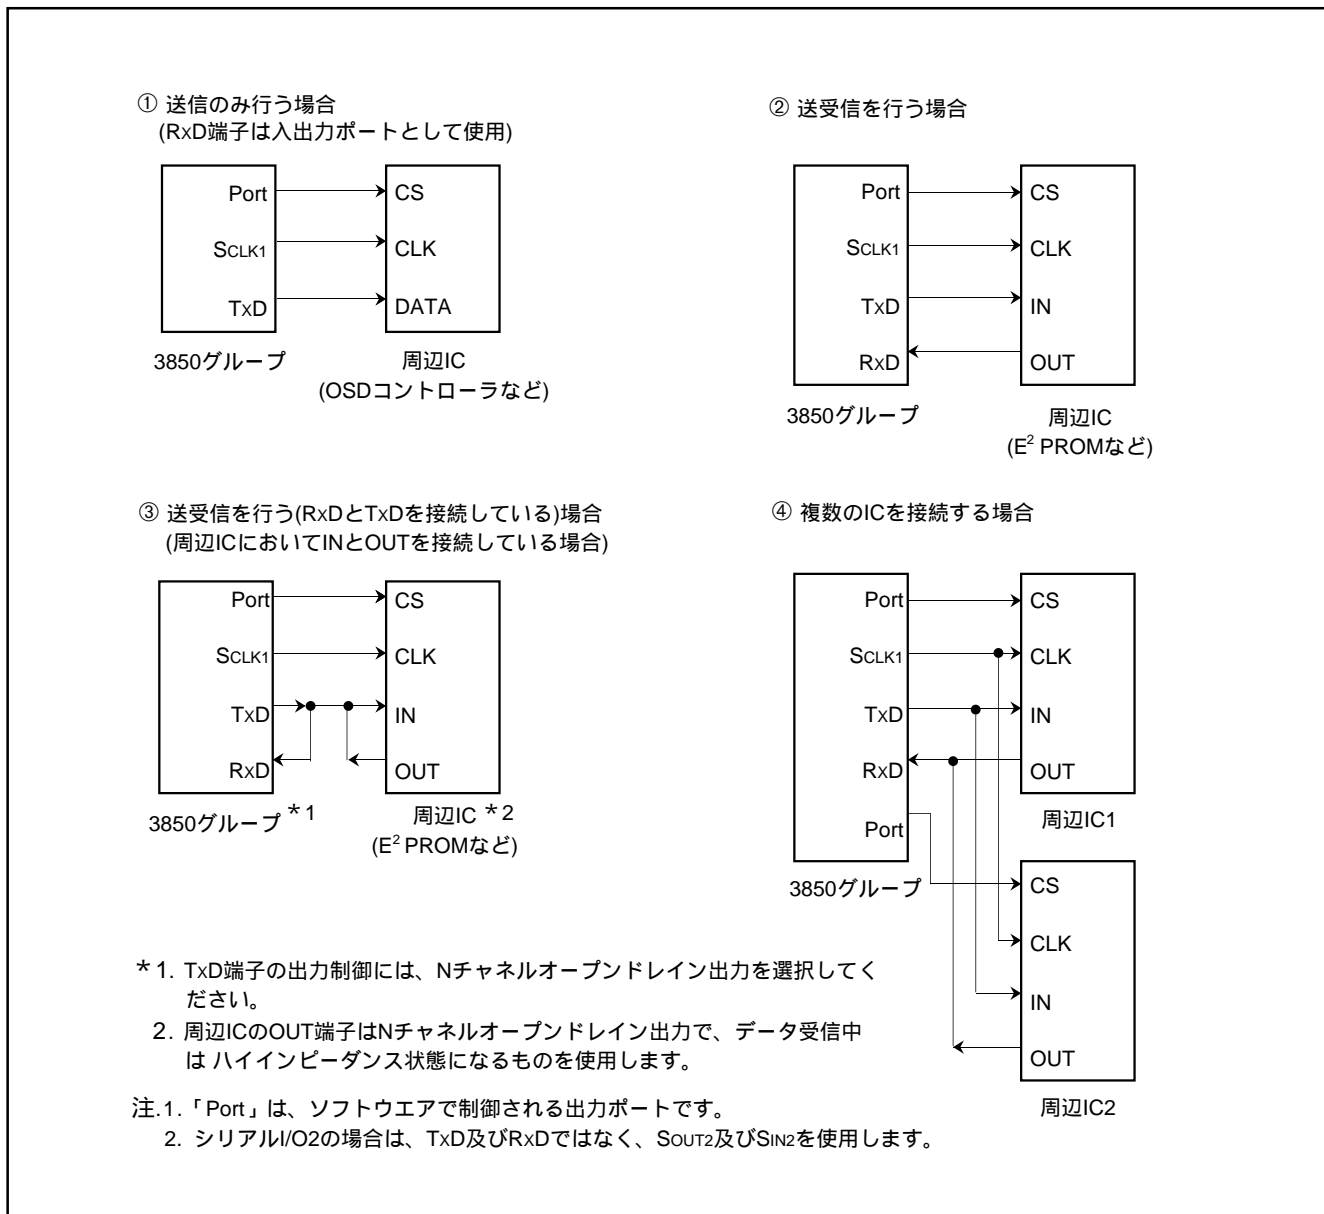 ① 送信のみ行う場合
(RxD端子は入出力ポートとして使用)
Port
CS
SCLK1
CLK
TxD
DATA
3850グループ
周辺IC
(OSDコントローラなど)
② 送受信を行う場合
Port
CS
SCLK1
CLK
TxD
IN
RxD
OUT
3850グループ
周辺IC
(E² PROMなど)
③ 送受信を行う(RxDとTxDを接続している)場合
(周辺ICにおいてINとOUTを接続している場合)
Port
CS
SCLK1
CLK
TxD
IN
RxD
OUT
3850グループ *1
周辺IC *2
(E² PROMなど)
④ 複数のICを接続する場合
Port
CS
SCLK1
CLK
TxD
IN
RxD
OUT
Port
周辺IC1
3850グループ
CS
CLK
IN
OUT
周辺IC2
*1. TxD端子の出力制御には、Nチャネルオープンドレイン出力を選択してく
ださい。
2. 周辺ICのOUT端子はNチャネルオープンドレイン出力で、データ受信中
は ハイインピーダンス状態になるものを使用します。
注.1.「Port」は、ソフトウエアで制御される出力ポートです。
2. シリアルI/O2の場合は、TxD及びRxDではなく、SOUT2及びSIN2を使用します。